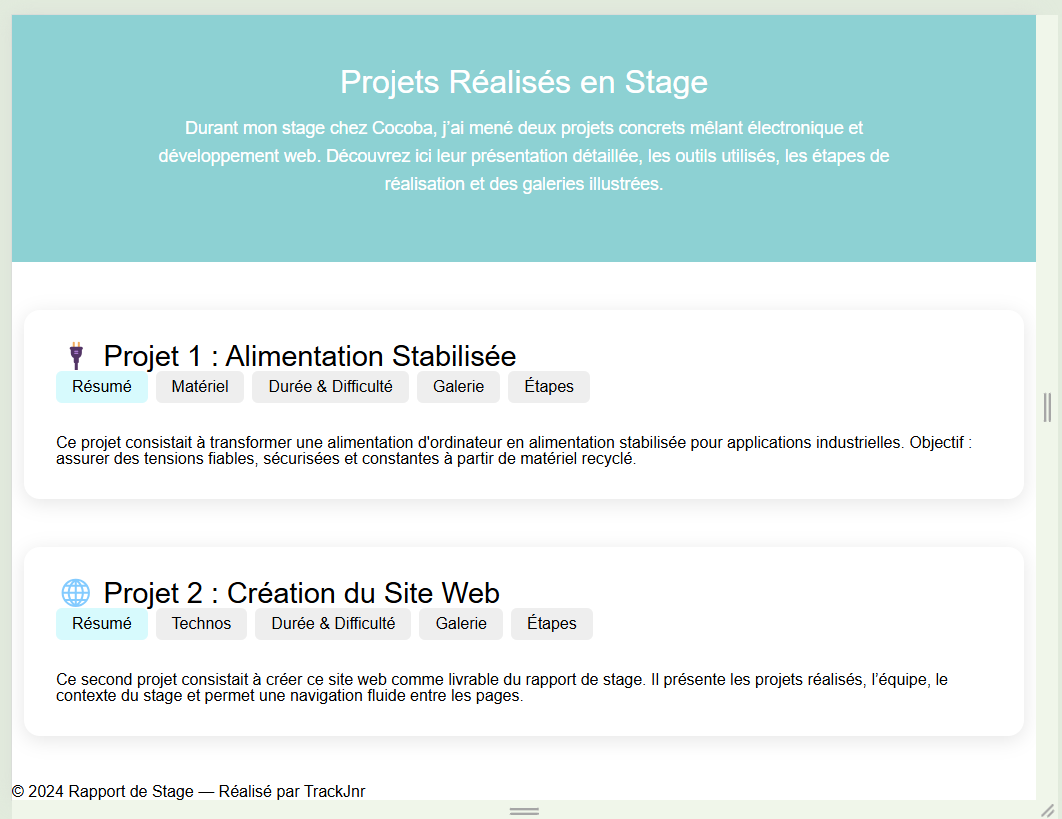 Projets Réalisés en Stage
Durant mon stage chez Cocoba, j’ai mené deux projets concrets mêlant électronique et
développement web. Découvrez ici leur présentation détaillée, les outils utilisés, les étapes de
réalisation et des galeries illustrées.
Projet 1 : Alimentation Stabilisée
Résumé Matériel Durée & Difficulté Galerie Étapes
Ce projet consistait à transformer une alimentation d'ordinateur en alimentation stabilisée pour applications industrielles. Objectif :
assurer des tensions fiables, sécurisées et constantes à partir de matériel recyclé.
Projet 2 : Création du Site Web
Résumé Technos Durée & Difficulté Galerie Étapes
Ce second projet consistait à créer ce site web comme livrable du rapport de stage. Il présente les projets réalisés, l’équipe, le
contexte du stage et permet une navigation fluide entre les pages.
© 2024 Rapport de Stage — Réalisé par TrackJnr